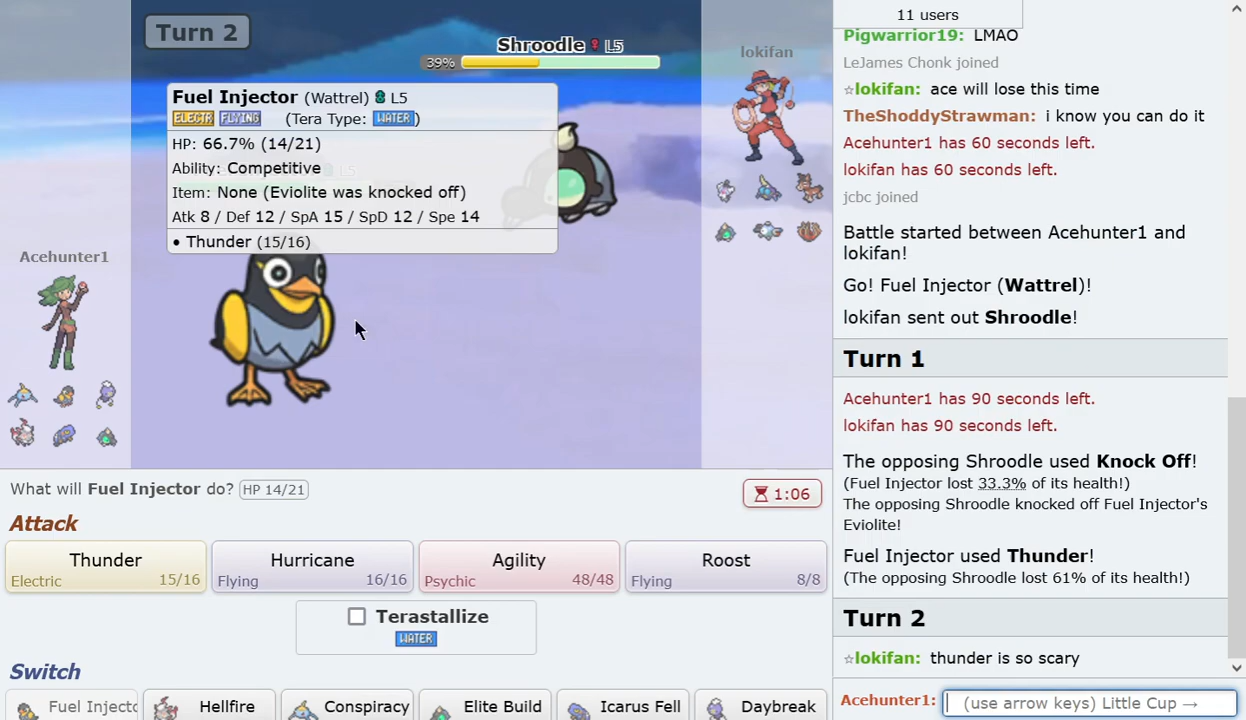 Turn 2
Shroodle L5
39%
lokifan
Fuel Injector (Wattrel) L5
ELECTR FLYING (Tera Type: WATER)
HP: 66.7% (14/21)
Ability: Competitive
Item: None (Eviolite was knocked off)
Atk 8 / Def 12 / SpA 15 / SpD 12 / Spe 14
• Thunder (15/16)
Acehunter1
What will Fuel Injector do? HP 14/21
1:06
Attack
Thunder
Electric 15/16
Hurricane
Flying 16/16
Agility
Psychic 48/48
Roost
Flying 8/8
Terastallize
WATER
Switch
Fuel Injecto
Hellfire
Conspiracy
Elite Build
Icarus Fell
Daybreak
11 users
Pigwarrior19: LMAO
LeJames Chonk joined
☆lokifan: ace will lose this time
TheShoddyStrawman: i know you can do it
Acehunter1 has 60 seconds left.
lokifan has 60 seconds left.
jcbc joined
Battle started between Acehunter1 and
lokifan!
Go! Fuel Injector (Wattrel)!
lokifan sent out Shroodle!
Turn 1
Acehunter1 has 90 seconds left.
lokifan has 90 seconds left.
The opposing Shroodle used Knock Off!
(Fuel Injector lost 33.3% of its health!)
The opposing Shroodle knocked off Fuel Injector's
Eviolite!
Fuel Injector used Thunder!
(The opposing Shroodle lost 61% of its health!)
Turn 2
☆lokifan: thunder is so scary
Acehunter1: (use arrow keys) Little Cup →